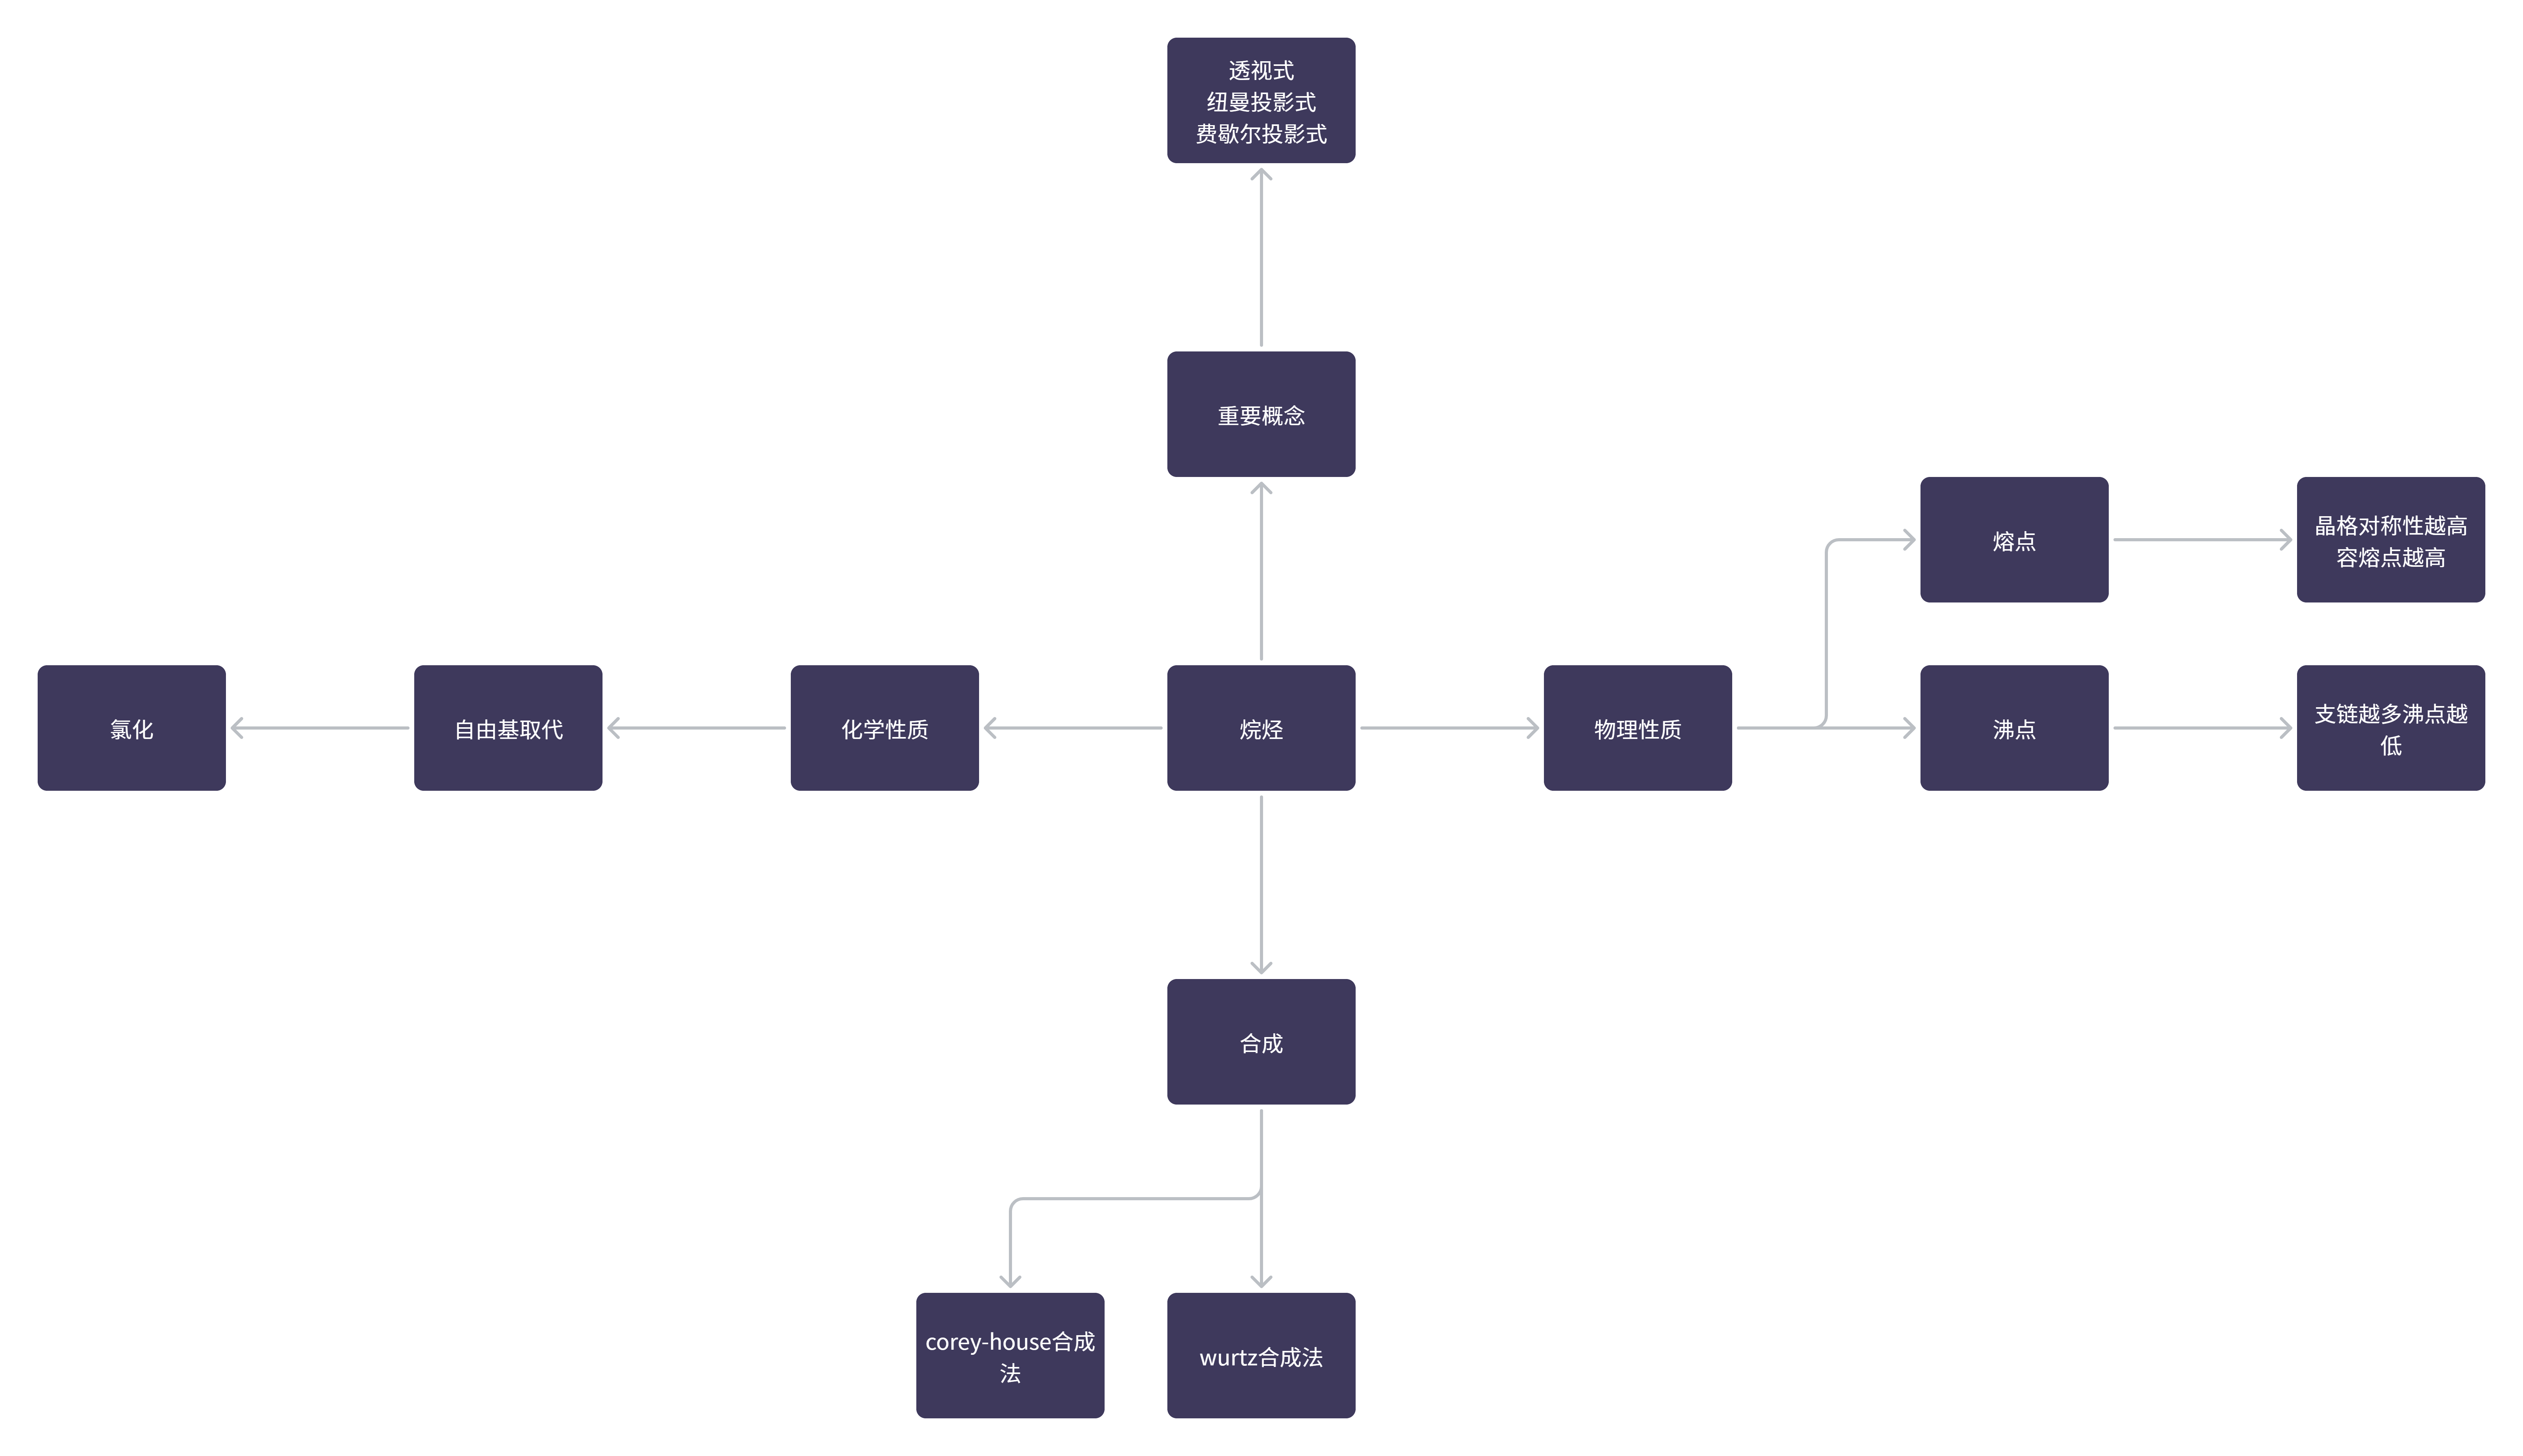 透视式
纽曼投影式
费歇尔投影式
重要概念
熔点
晶格对称性越高
容熔点越高
氯化
自由基取代
化学性质
烷烃
物理性质
沸点
支链越多沸点越
低
合成
corey-house合成
法
wurtz合成法